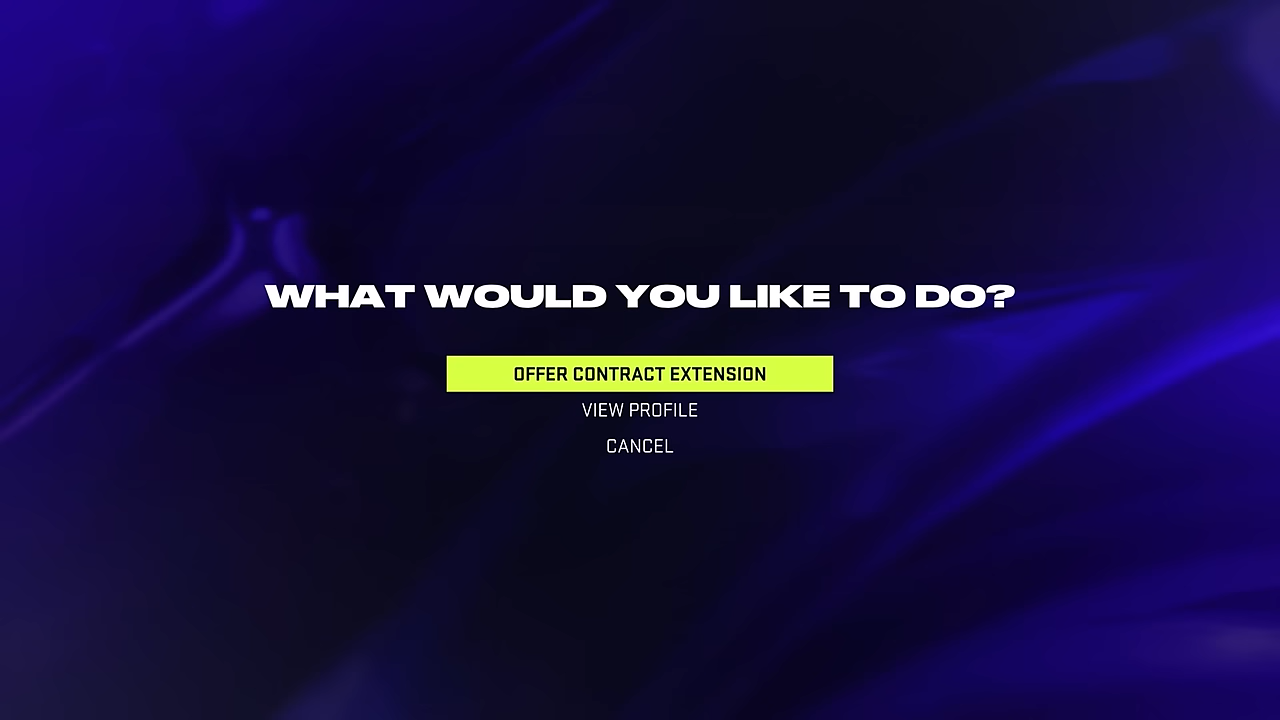 WHAT WOULD YOU LIKE TO DO?
OFFER CONTRACT EXTENSION
VIEW PROFILE
CANCEL